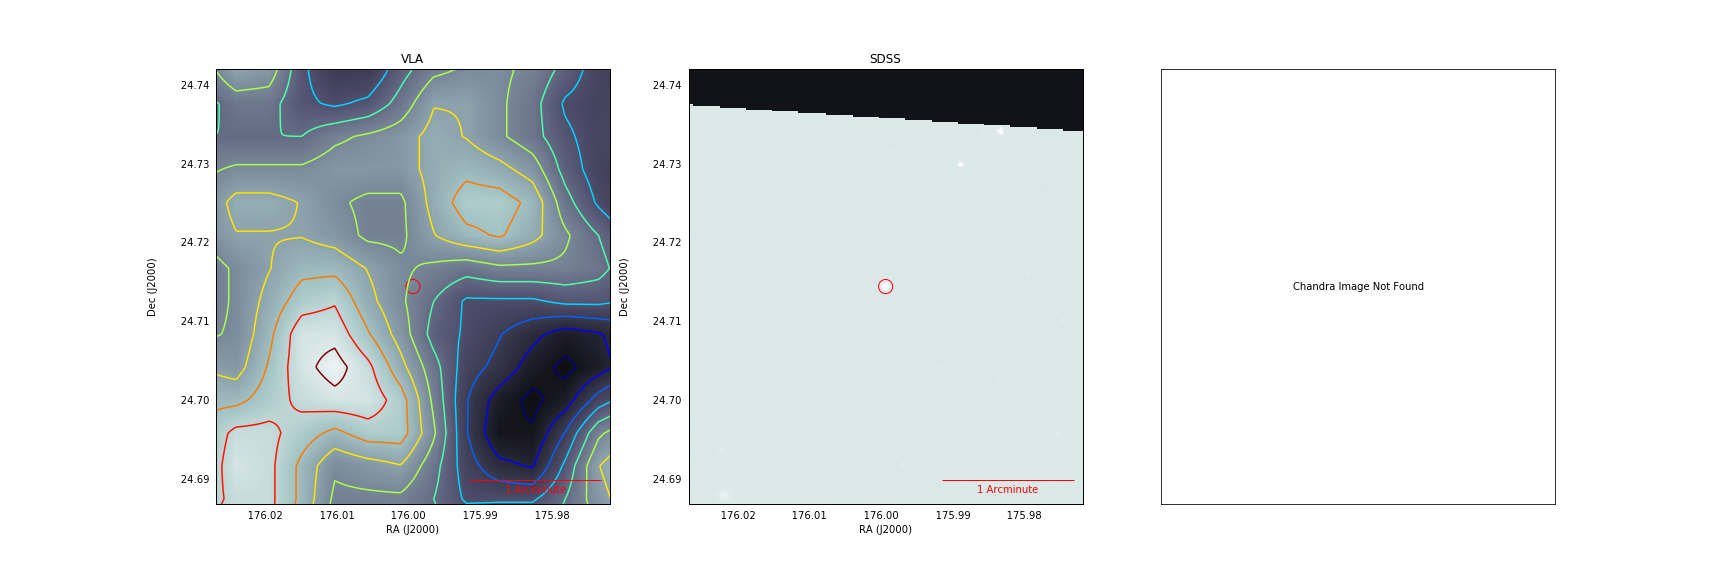 VLA
24.74
24.73
24.72
24.71
24.70
24.69
Dec (J2000)
176.02 176.01 176.00 175.99 175.98
RA (J2000)
1 Arcminute
SDSS
24.74
24.73
24.72
24.71
24.70
24.69
Dec (J2000)
176.02 176.01 176.00 175.99 175.98
RA (J2000)
1 Arcminute
Chandra Image Not Found